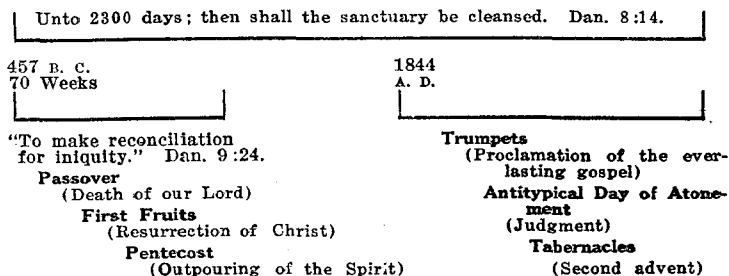 Unto 2300 days; then shall the sanctuary be cleansed. Dan. 8:14.
457 B. C.
70 Weeks
"To make reconciliation
for iniquity." Dan. 9:24.
Passover
(Death of our Lord)
First Fruits
(Resurrection of Christ)
Pentecost
(Outpouring of the Spirit)
1844
A. D.
Trumpets
(Proclamation of the ever-
lasting gospel)
Antitypical Day of Atone-
ment
(Judgment)
Tabernacles
(Second advent)